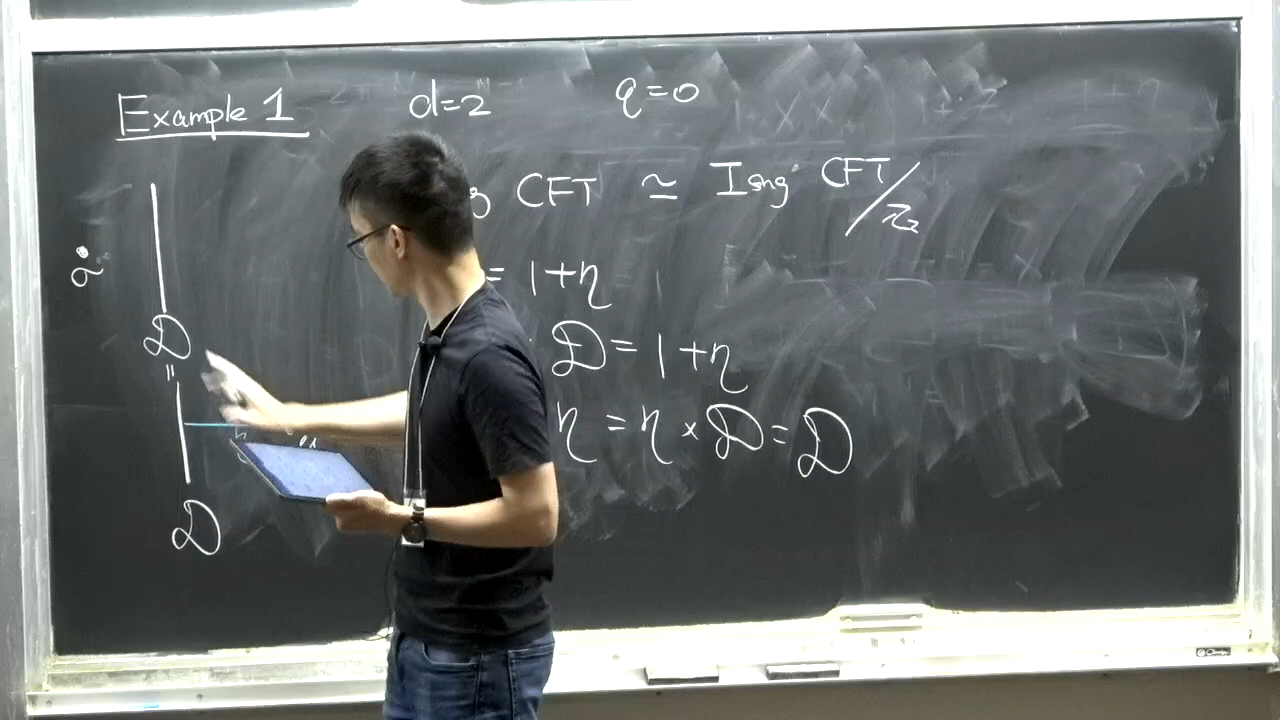 Example 1 d=2 q=0
CFT ≃ Ising CFT/ℤ₂
σ
= 1+η
𝒟 𝒟 = 1+η
=
η = η × 𝒟 = 𝒟
𝒟